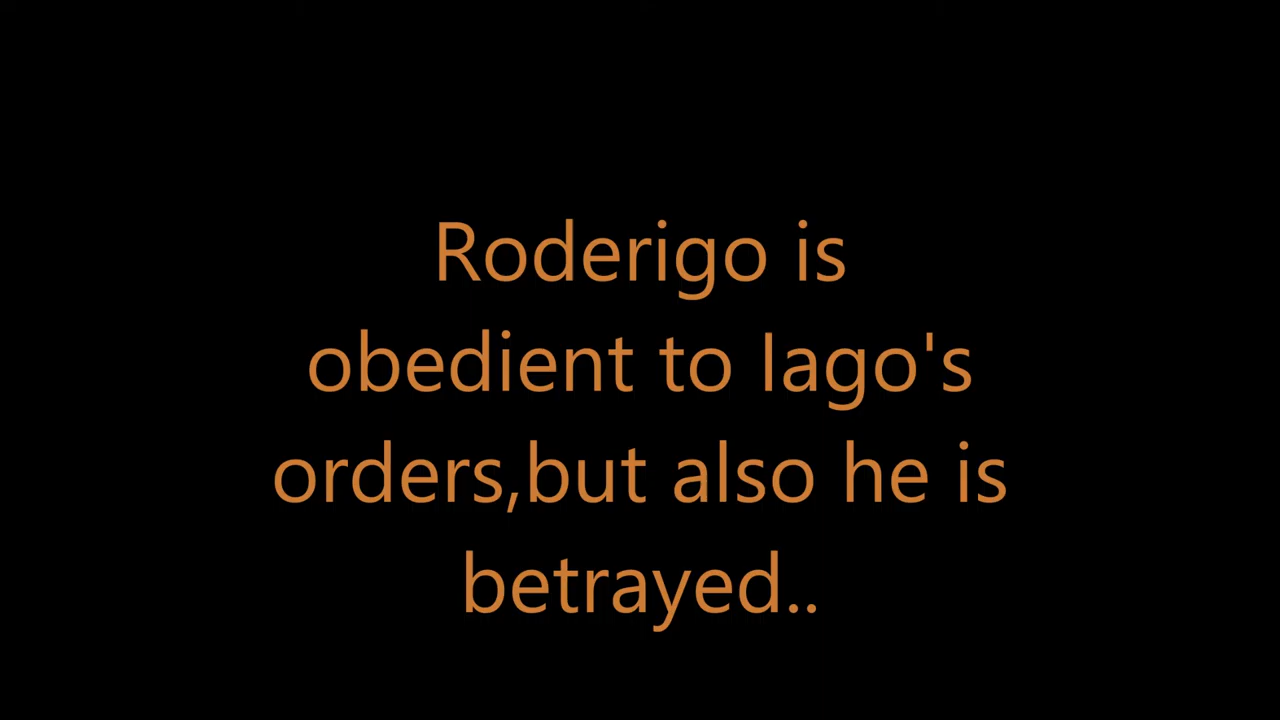 Roderigo is
obedient to Iago's
orders,but also he is
betrayed..